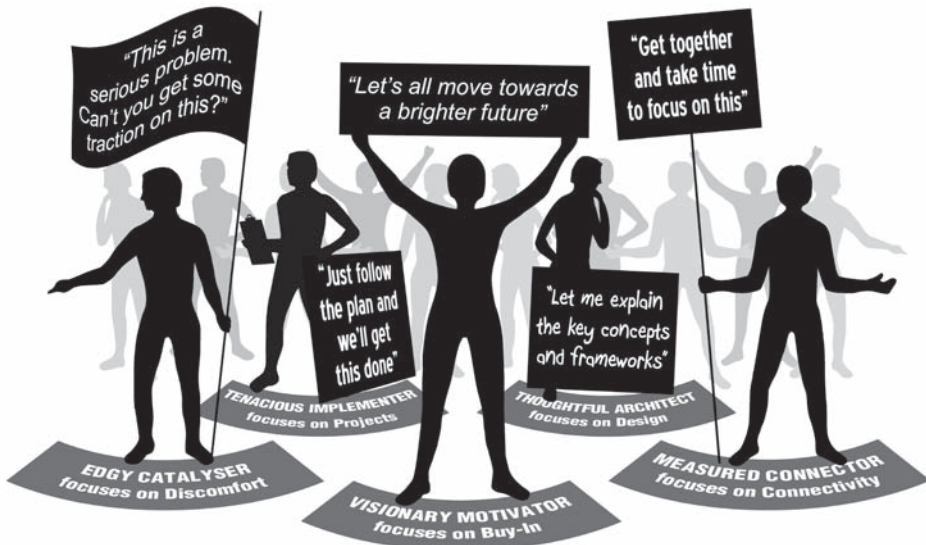 "This is a
serious problem.
Can't you get some
traction on this?"
"Let's all move towards
a brighter future"
"Get together
and take time
to focus on this"
"Just follow
the plan and
we'll get
this done"
"Let me explain
the key concepts
and frameworks"
TENACIOUS IMPLEMENTER
focuses on Projects
THOUGHTFUL ARCHITECT
focuses on Design
EDGY CATALYSER
focuses on Discomfort
VISIONARY MOTIVATOR
focuses on Buy-In
MEASURED CONNECTOR
focuses on Connectivity